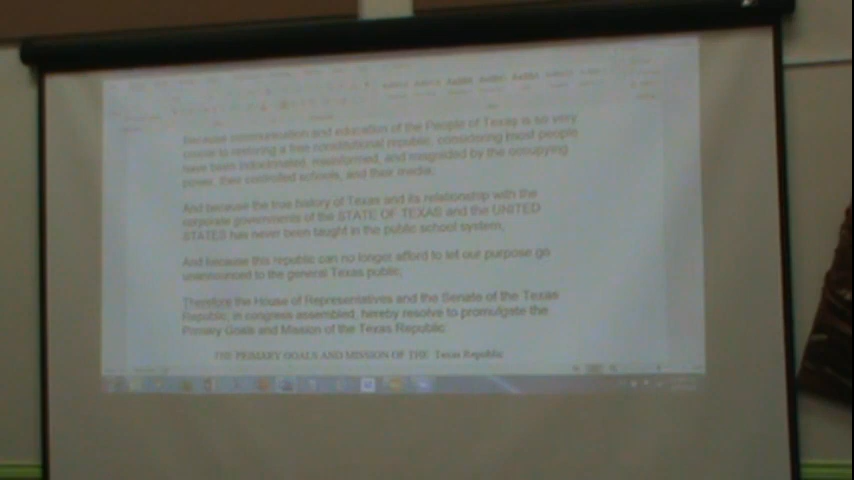 Because communication and education of the People of Texas is so very
to restoring a free constitutional republic, considering most people
have been indoctrinated, misinformed, and misguided by the occupying
power, their controlled schools, and their media;
And because the true history of Texas and its relationship with the
corporate governments of the STATE OF TEXAS and the UNITED
STATES has never been taught in the public school system,
And because this republic can no longer afford to let our purpose go
unannounced to the general Texas public;
Therefore the House of Representatives and the Senate of the Texas
Republic, in congress assembled, hereby resolve to promulgate the
Primary Goals and Mission of the Texas Republic
THE PRIMARY GOALS AND MISSION OF THE Texas Republic